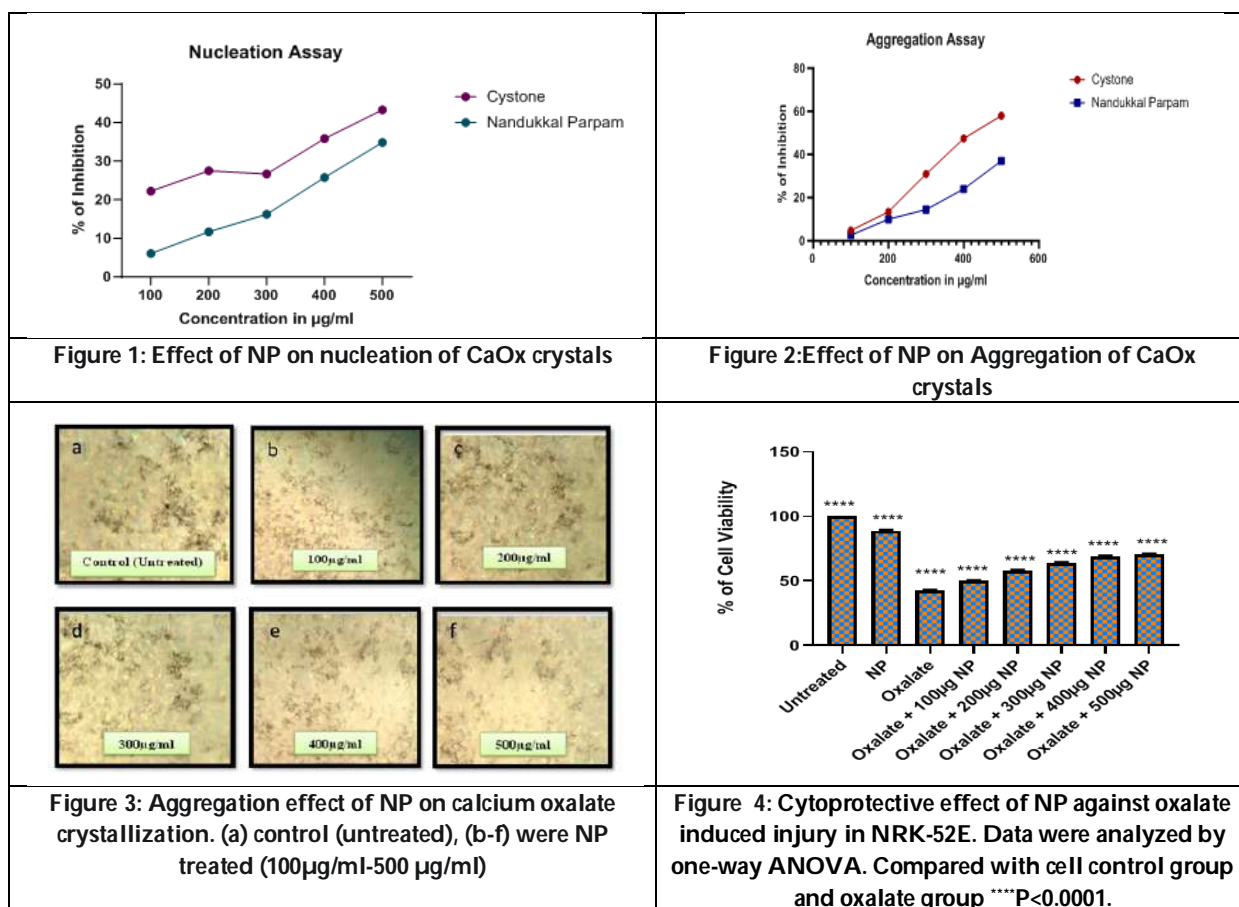 Nucleation Assay
50
40
30
20
10
0
% of Inhibition
100 200 300 400 500
Concentration in µg/ml
Cystone
Nandukkal Parpam
Aggregation Assay
80
60
40
20
0
% of Inhibition
0 200 400 600
Concentration in µg/ml
Cystone
Nandukkal Parpam
Figure 1: Effect of NP on nucleation of CaOx crystals
Figure 2:Effect of NP on Aggregation of CaOx
crystals
a
Control (Untreated)
b
100µg/ml
c
200µg/ml
d
300µg/ml
e
400µg/ml
f
500µg/ml
150
100
50
0
% of Cell Viability
**** **** **** **** **** **** **** ****
Untreated
NP
Oxalate
Oxalate + 100µg NP
Oxalate + 200µg NP
Oxalate + 300µg NP
Oxalate + 400µg NP
Oxalate + 500µg NP
Figure 3: Aggregation effect of NP on calcium oxalate
crystallization. (a) control (untreated), (b-f) were NP
treated (100µg/ml-500 µg/ml)
Figure 4: Cytoprotective effect of NP against oxalate
induced injury in NRK-52E. Data were analyzed by
one-way ANOVA. Compared with cell control group
and oxalate group ****P<0.0001.